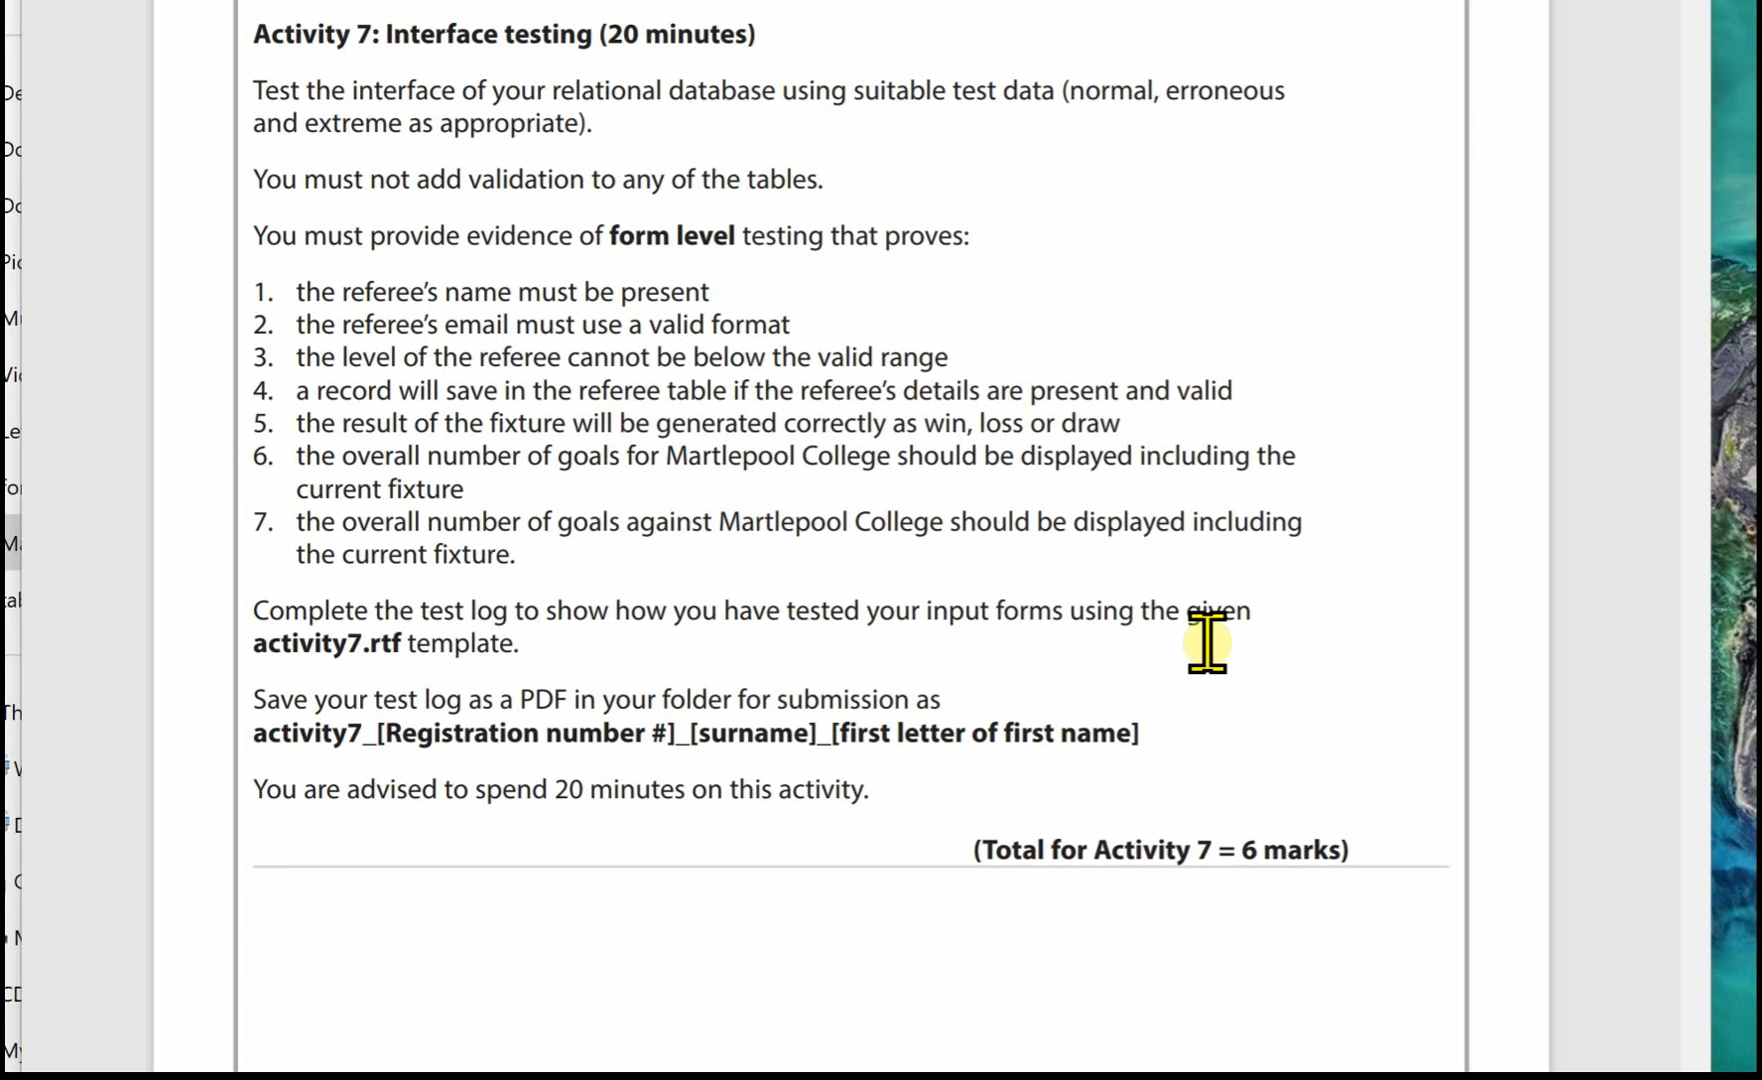 Activity 7: Interface testing (20 minutes)
Test the interface of your relational database using suitable test data (normal, erroneous
and extreme as appropriate).
You must not add validation to any of the tables.
You must provide evidence of form level testing that proves:
1. the referee’s name must be present
2. the referee’s email must use a valid format
3. the level of the referee cannot be below the valid range
4. a record will save in the referee table if the referee’s details are present and valid
5. the result of the fixture will be generated correctly as win, loss or draw
6. the overall number of goals for Martlepool College should be displayed including the
current fixture
7. the overall number of goals against Martlepool College should be displayed including
the current fixture.
Complete the test log to show how you have tested your input forms using the given
activity7.rtf template.
Save your test log as a PDF in your folder for submission as
activity7_[Registration number #]_[surname]_[first letter of first name]
You are advised to spend 20 minutes on this activity.
(Total for Activity 7 = 6 marks)